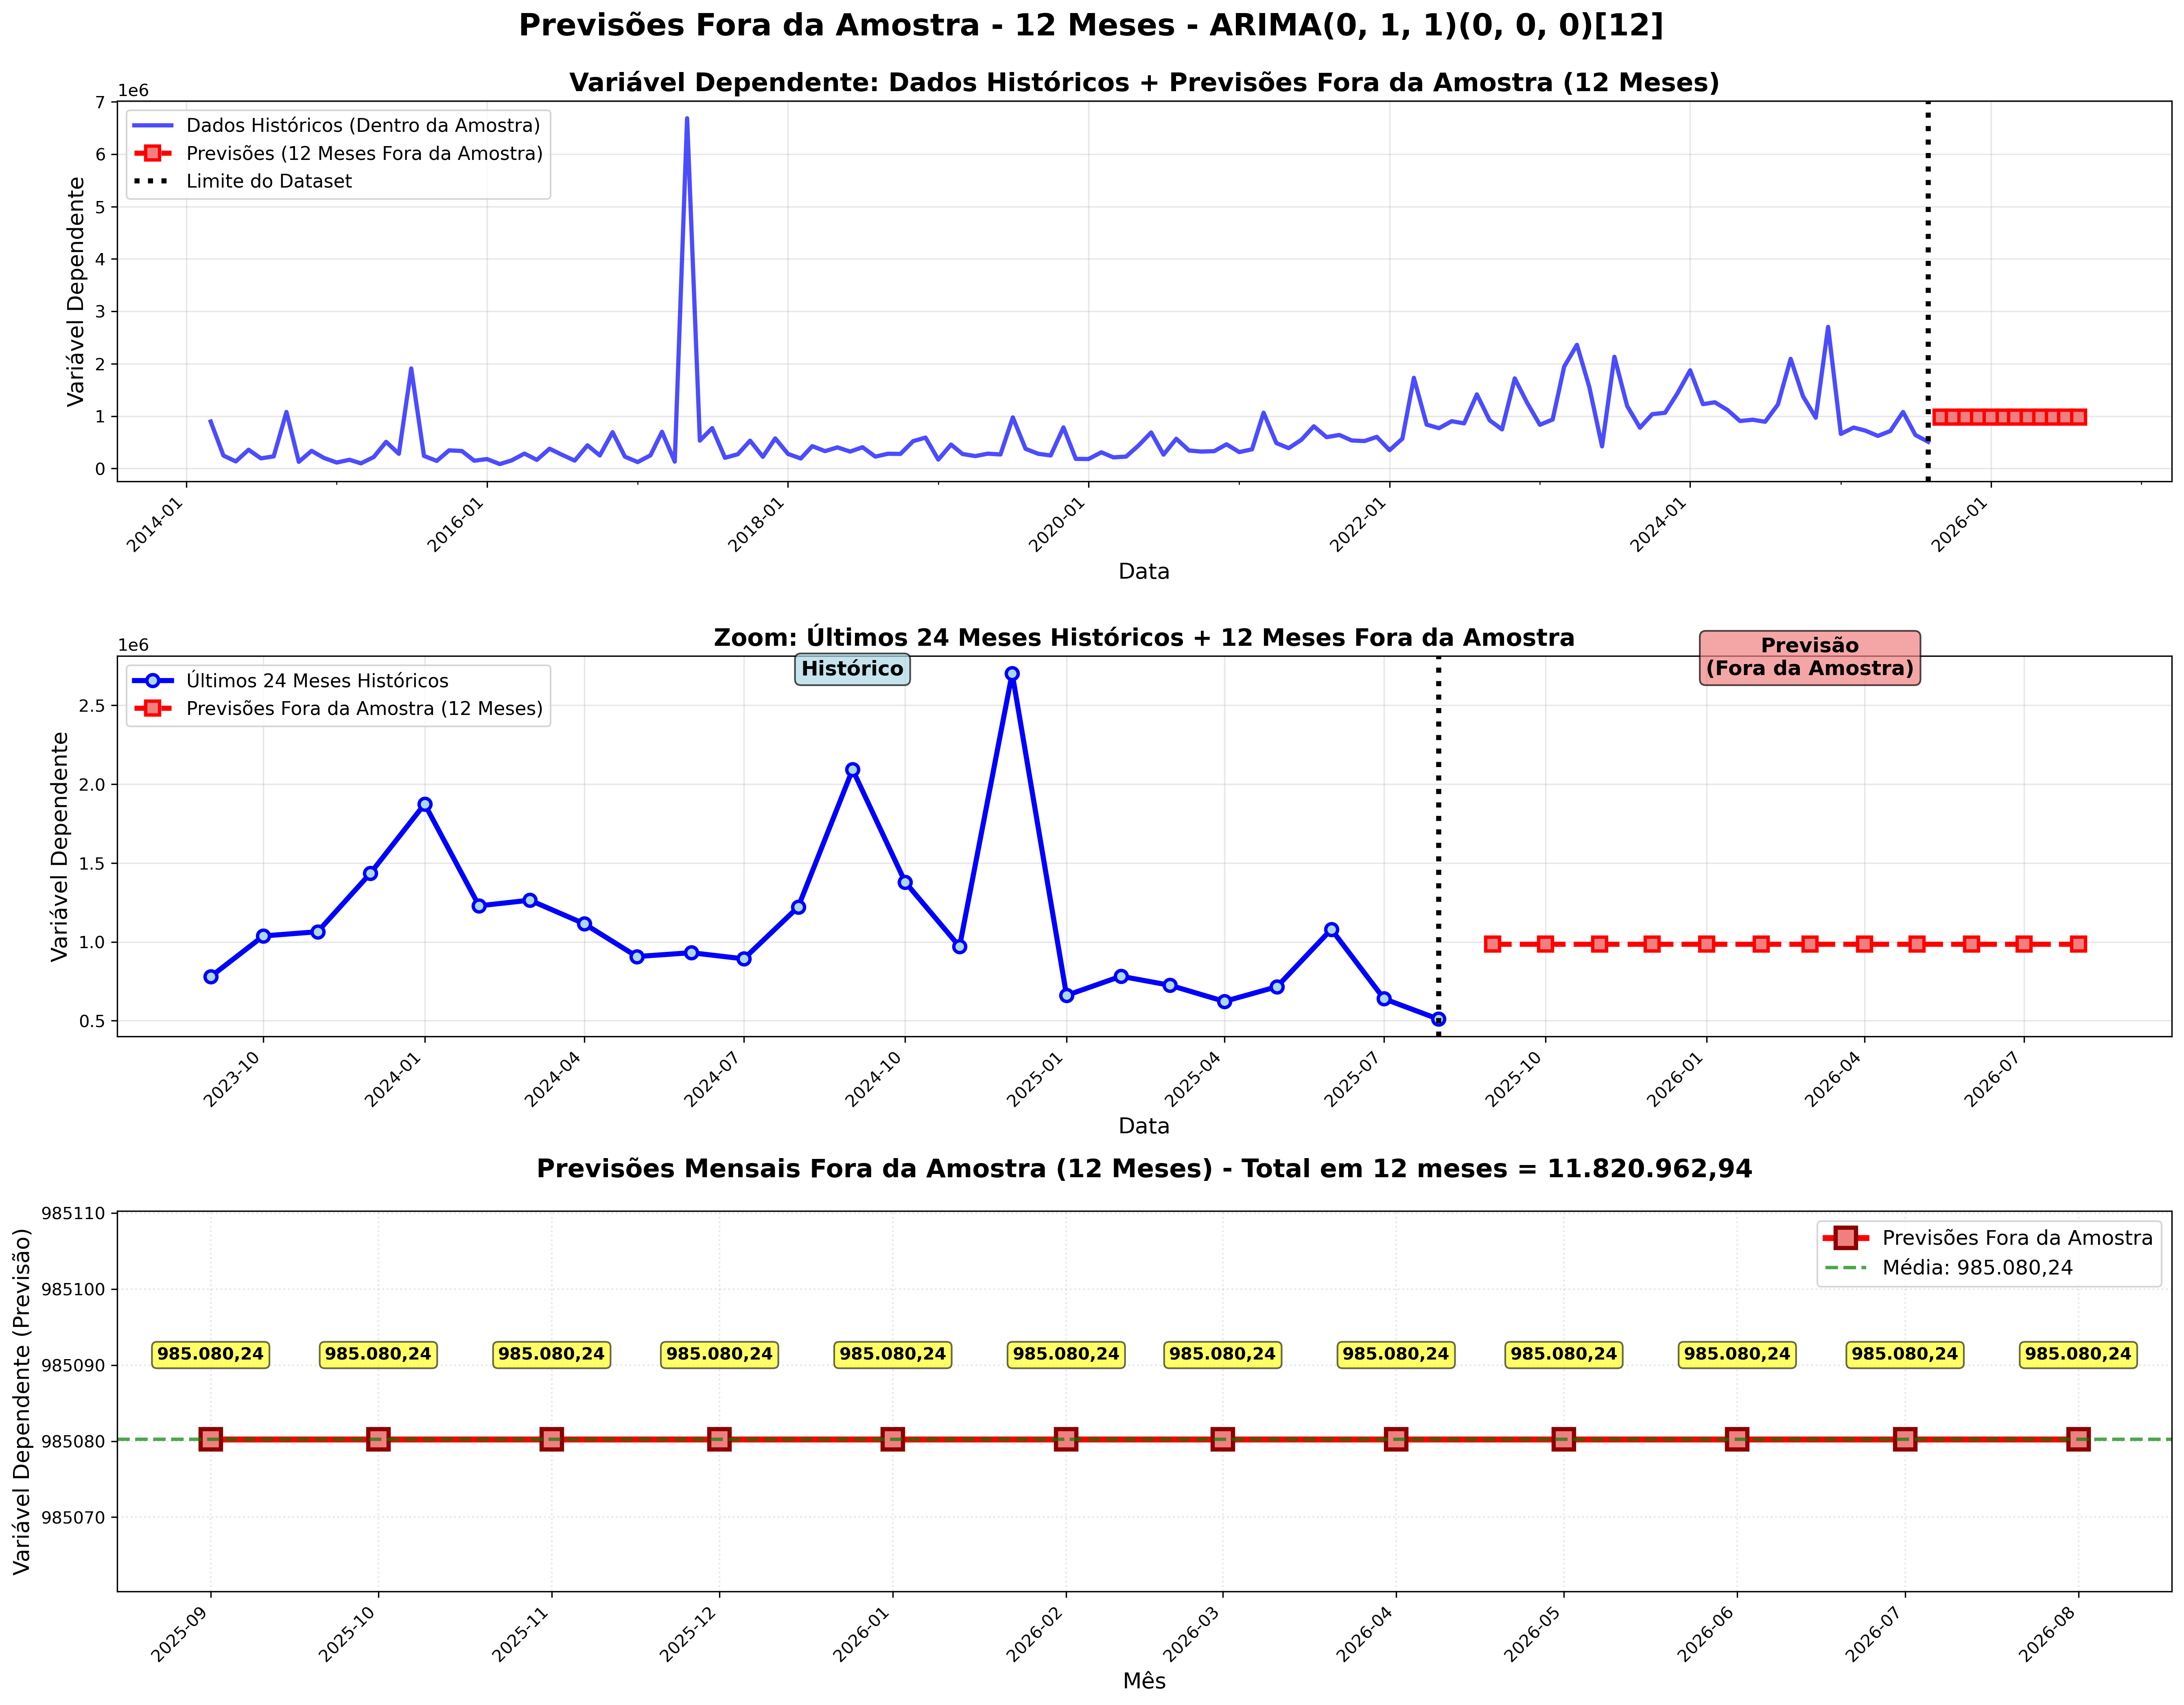 Previsões Fora da Amostra - 12 Meses - ARIMA(0, 1, 1)(0, 0, 0)[12]
Variável Dependente: Dados Históricos + Previsões Fora da Amostra (12 Meses)
1e6
Dados Históricos (Dentro da Amostra)
Previsões (12 Meses Fora da Amostra)
Limite do Dataset
Variável Dependente
7
6
5
4
3
2
1
0
2014-01
2016-01
2018-01
2020-01
2022-01
2024-01
2026-01
Data
Zoom: Últimos 24 Meses Históricos + 12 Meses Fora da Amostra
1e6
Últimos 24 Meses Históricos
Previsões Fora da Amostra (12 Meses)
Histórico
Previsão
(Fora da Amostra)
Variável Dependente
2.5
2.0
1.5
1.0
0.5
2023-10
2024-01
2024-04
2024-07
2024-10
2025-01
2025-04
2025-07
2025-10
2026-01
2026-04
2026-07
Data
Previsões Mensais Fora da Amostra (12 Meses) - Total em 12 meses = 11.820.962,94
Previsões Fora da Amostra
Média: 985.080,24
Variável Dependente (Previsão)
985110
985100
985090
985080
985070
985.080,24
985.080,24
985.080,24
985.080,24
985.080,24
985.080,24
985.080,24
985.080,24
985.080,24
985.080,24
985.080,24
985.080,24
2025-09
2025-10
2025-11
2025-12
2026-01
2026-02
2026-03
2026-04
2026-05
2026-06
2026-07
2026-08
Mês